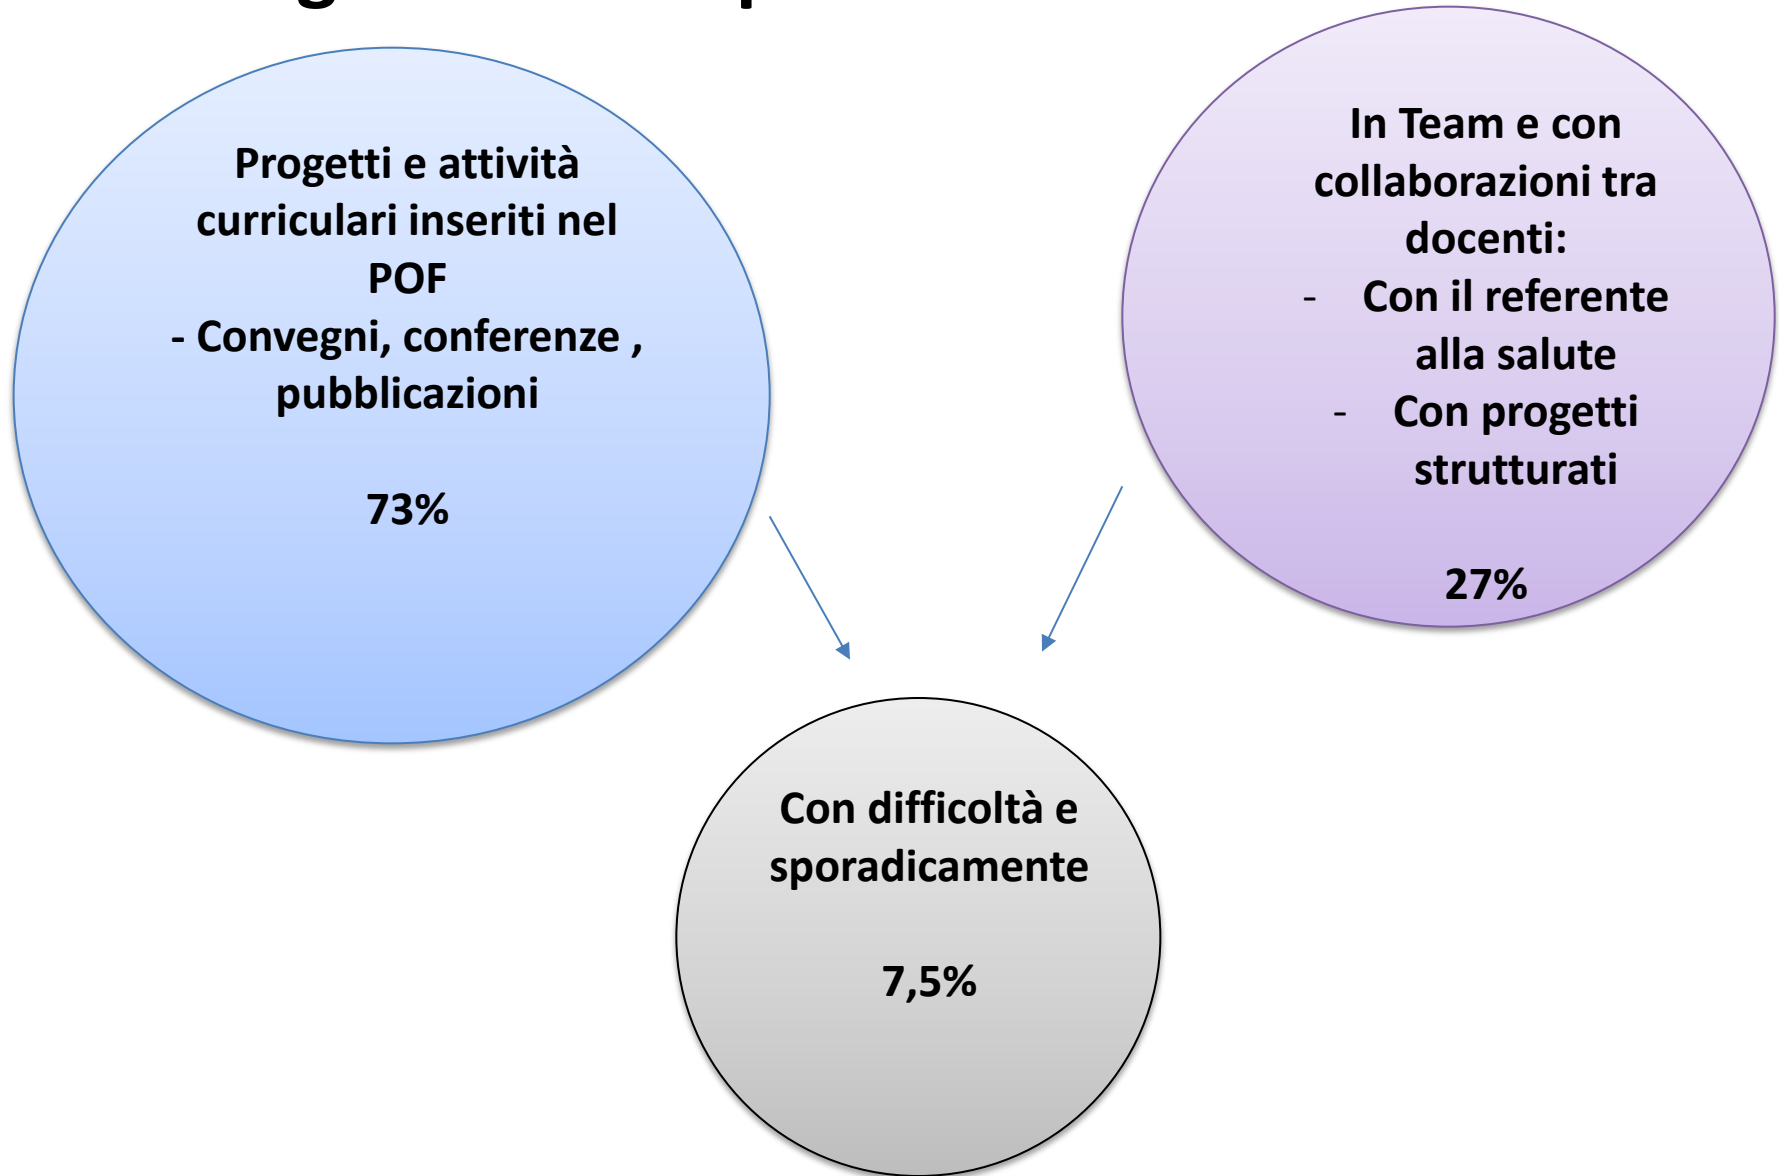 Progetti e attività
curriculari inseriti nel
POF
- Convegni, conferenze ,
pubblicazioni
73%
In Team e con
collaborazioni tra
docenti:
- Con il referente
alla salute
- Con progetti
strutturati
27%
Con difficoltà e
sporadicamente
7,5%